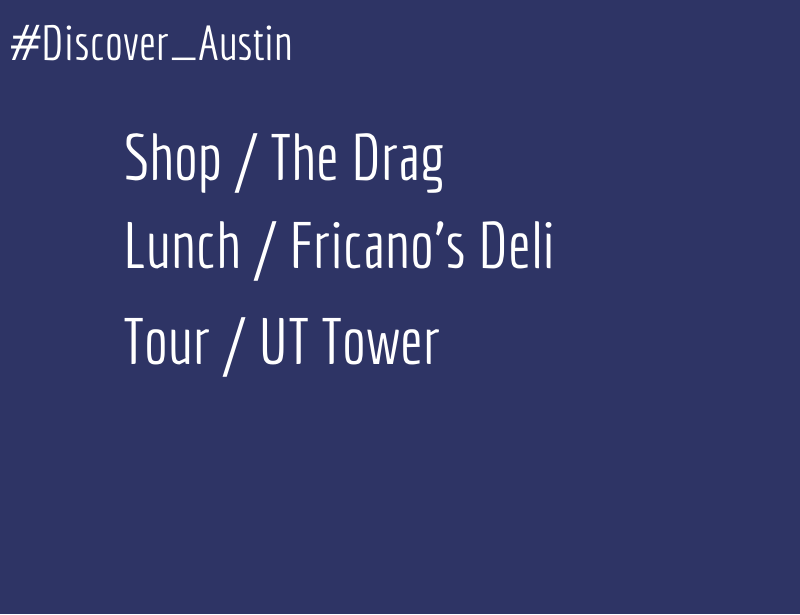 #Discover_Austin
Shop / The Drag
Lunch / Fricano's Deli
Tour / UT Tower